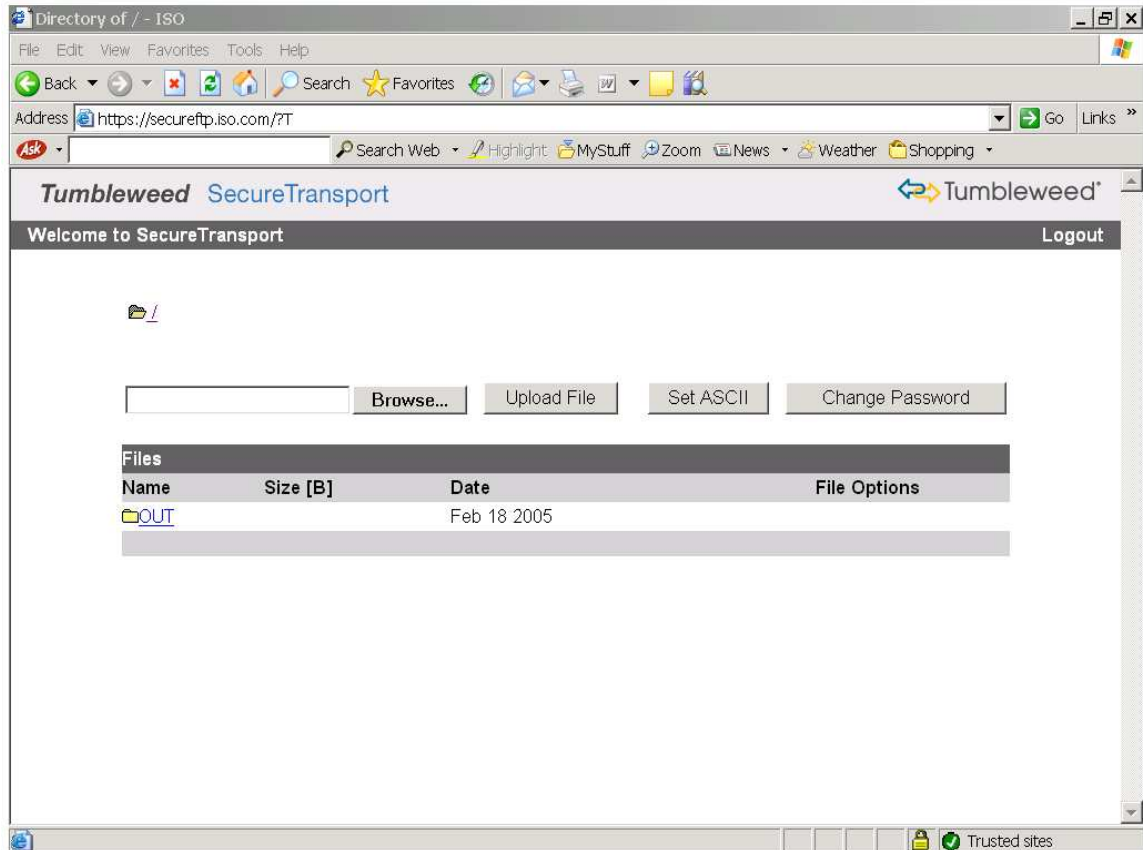 Directory of / - ISO
File Edit View Favorites Tools Help
Back Search Favorites
Address https://secureftp.iso.com/?T Go Links »
Ask Search Web Highlight MyStuff Zoom News Weather Shopping
Tumbleweed SecureTransport Tumbleweed
Welcome to SecureTransport Logout
/
Browse... Upload File Set ASCII Change Password
Files
Name Size [B] Date File Options
OUT Feb 18 2005
Trusted sites